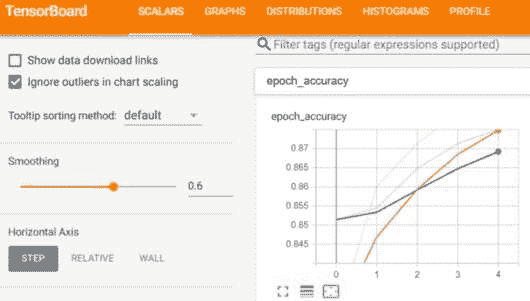 TensorBoard SCALARS GRAPHS DISTRIBUTIONS HISTOGRAMS PROFILE
Show data download links
Ignore outliers in chart scaling
Tooltip sorting method: default
Smoothing
0.6
Horizontal Axis
STEP RELATIVE WALL
Filter tags (regular expressions supported)
epoch_accuracy
epoch_accuracy
0.87
0.865
0.86
0.855
0.85
0.845
0 1 2 3 4